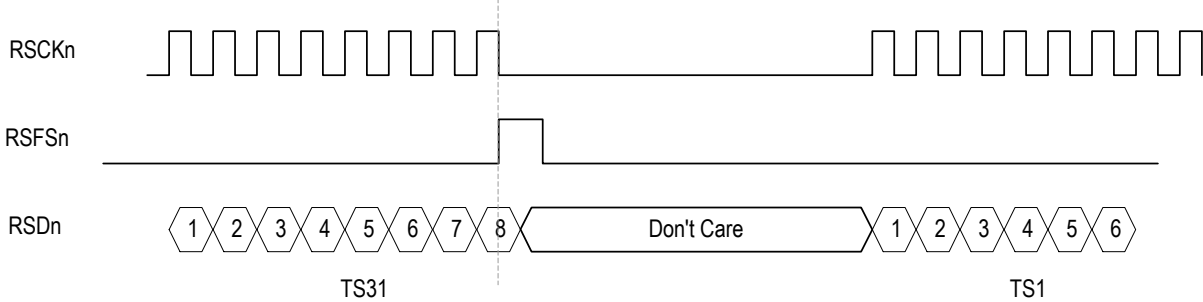 RSCKn
RSFSn
RSDn 1 2 3 4 5 6 7 8 Don't Care 1 2 3 4 5 6
TS31 TS1